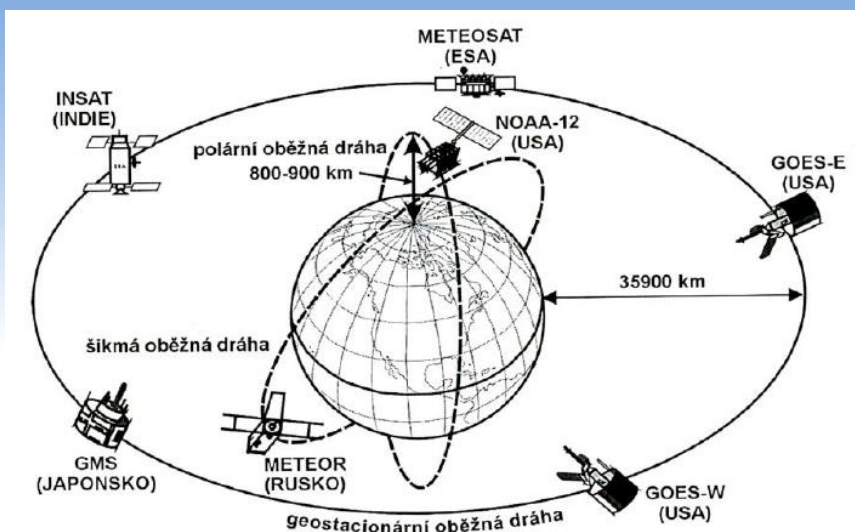 METEOSAT
(ESA)
INSAT
(INDIE)
NOAA-12
(USA)
polární oběžná dráha
800-900 km
GOES-E
(USA)
35900 km
šikmá oběžná dráha
GMS
(JAPONSKO)
METEOR
(RUSKO)
GOES-W
(USA)
geostacionární oběžná dráha